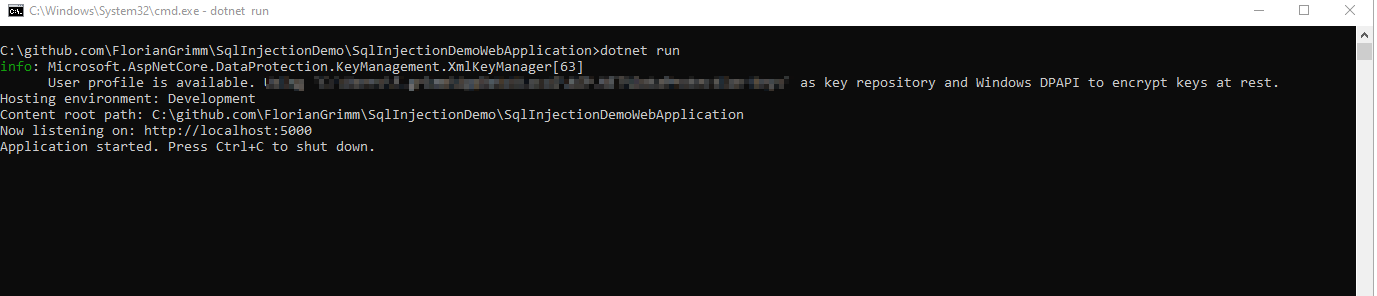 C:\Windows\System32\cmd.exe - dotnet run
C:\github.com\FlorianGrimm\SqlInjectionDemo\SqlInjectionDemoWebApplication>dotnet run
info: Microsoft.AspNetCore.DataProtection.KeyManagement.XmlKeyManager[63]
User profile is available. as key repository and Windows DPAPI to encrypt keys at rest.
Hosting environment: Development
Content root path: C:\github.com\FlorianGrimm\SqlInjectionDemo\SqlInjectionDemoWebApplication
Now listening on: http://localhost:5000
Application started. Press Ctrl+C to shut down.